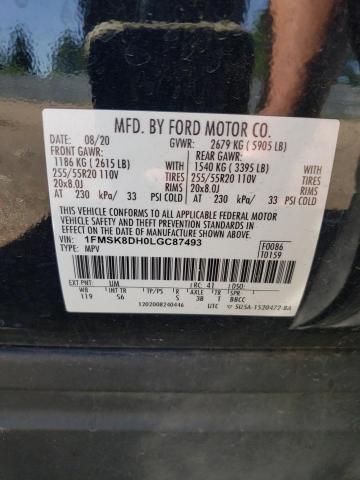 MFD. BY FORD MOTOR CO.
DATE: 08/20 GVWR: 2679 KG ( 5905 LB)
FRONT GAWR: REAR GAWR:
1186 KG ( 2615 LB) WITH 1540 KG ( 3395 LB) WITH
255/55R20 110V TIRES 255/55R20 110V TIRES
20x8.0J RIMS 20x8.0J RIMS
AT 230 kPa/ 33 PSI COLD AT 230 kPa/ 33 PSI COLD
THIS VEHICLE CONFORMS TO ALL APPLICABLE FEDERAL MOTOR
VEHICLE SAFETY AND THEFT PREVENTION STANDARDS IN
EFFECT ON THE DATE OF MANUFACTURE SHOWN ABOVE.
VIN: 1FMSK8DH0LGC87493 F0086
TYPE: MPV T0159
EXT PNT: UM RC: 41 DSO:
WB INT TR TP/PS R AXLE TR SPR
119 S6 S 3B T BBCC
1202008240446 UTC